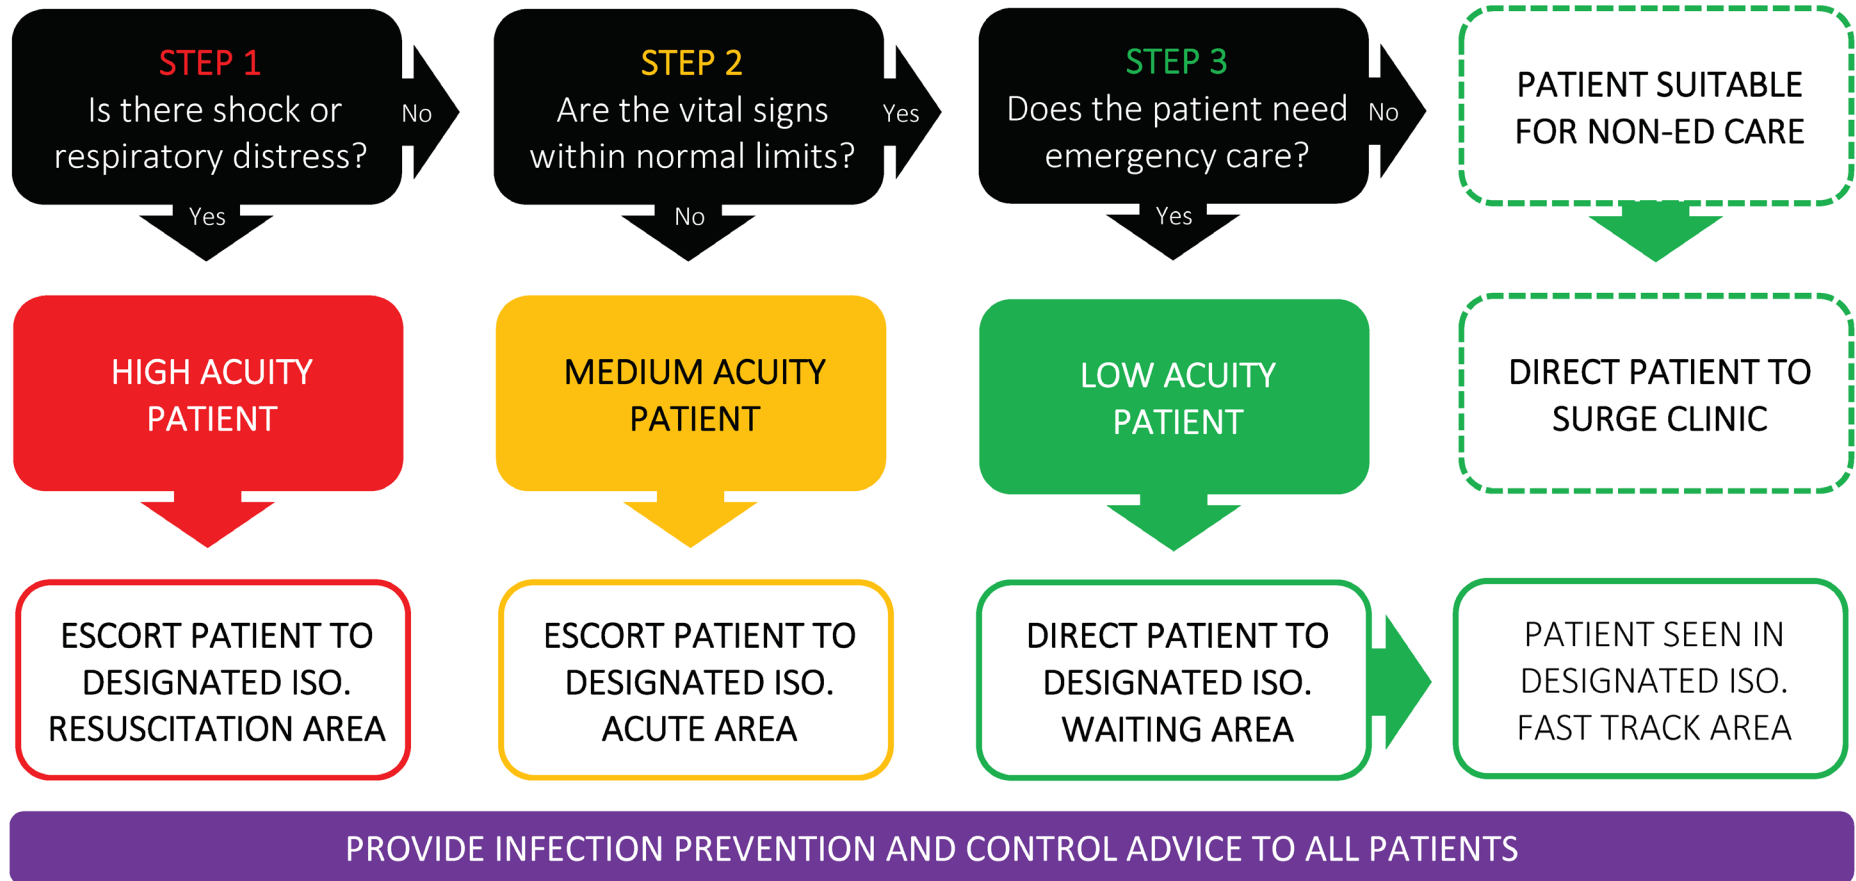 STEP 1
Is there shock or
respiratory distress?
No
Yes
STEP 2
Are the vital signs
within normal limits?
Yes
No
STEP 3
Does the patient need
emergency care?
No
Yes
PATIENT SUITABLE
FOR NON-ED CARE
HIGH ACUITY
PATIENT
MEDIUM ACUITY
PATIENT
LOW ACUITY
PATIENT
DIRECT PATIENT TO
SURGE CLINIC
ESCORT PATIENT TO
DESIGNATED ISO.
RESUSCITATION AREA
ESCORT PATIENT TO
DESIGNATED ISO.
ACUTE AREA
DIRECT PATIENT TO
DESIGNATED ISO.
WAITING AREA
PATIENT SEEN IN
DESIGNATED ISO.
FAST TRACK AREA
PROVIDE INFECTION PREVENTION AND CONTROL ADVICE TO ALL PATIENTS